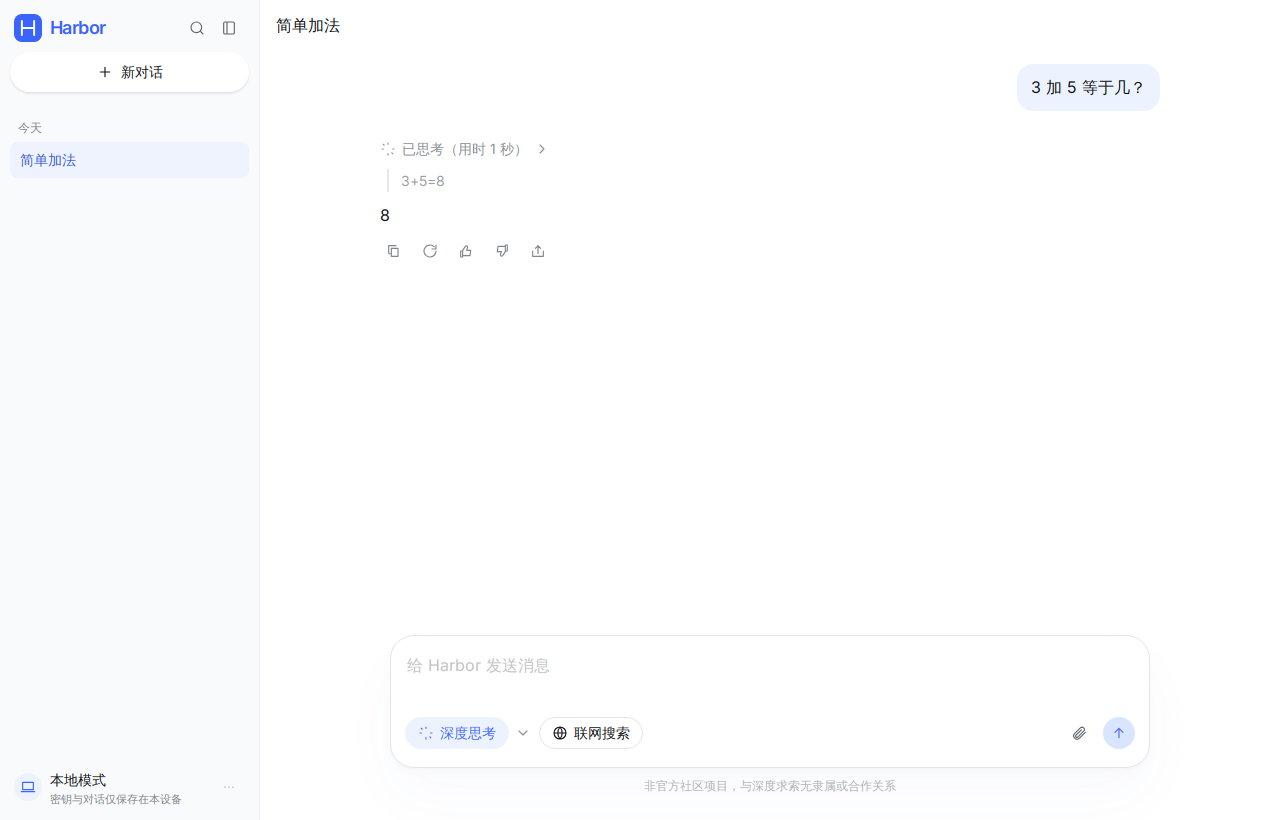 Harbor
新对话
今天
简单加法
本地模式
密钥与对话仅保存在本设备
简单加法
3 加 5 等于几？
已思考（用时 1 秒）
3+5=8
8
给 Harbor 发送消息
深度思考
联网搜索
非官方社区项目，与深度求索无隶属或合作关系